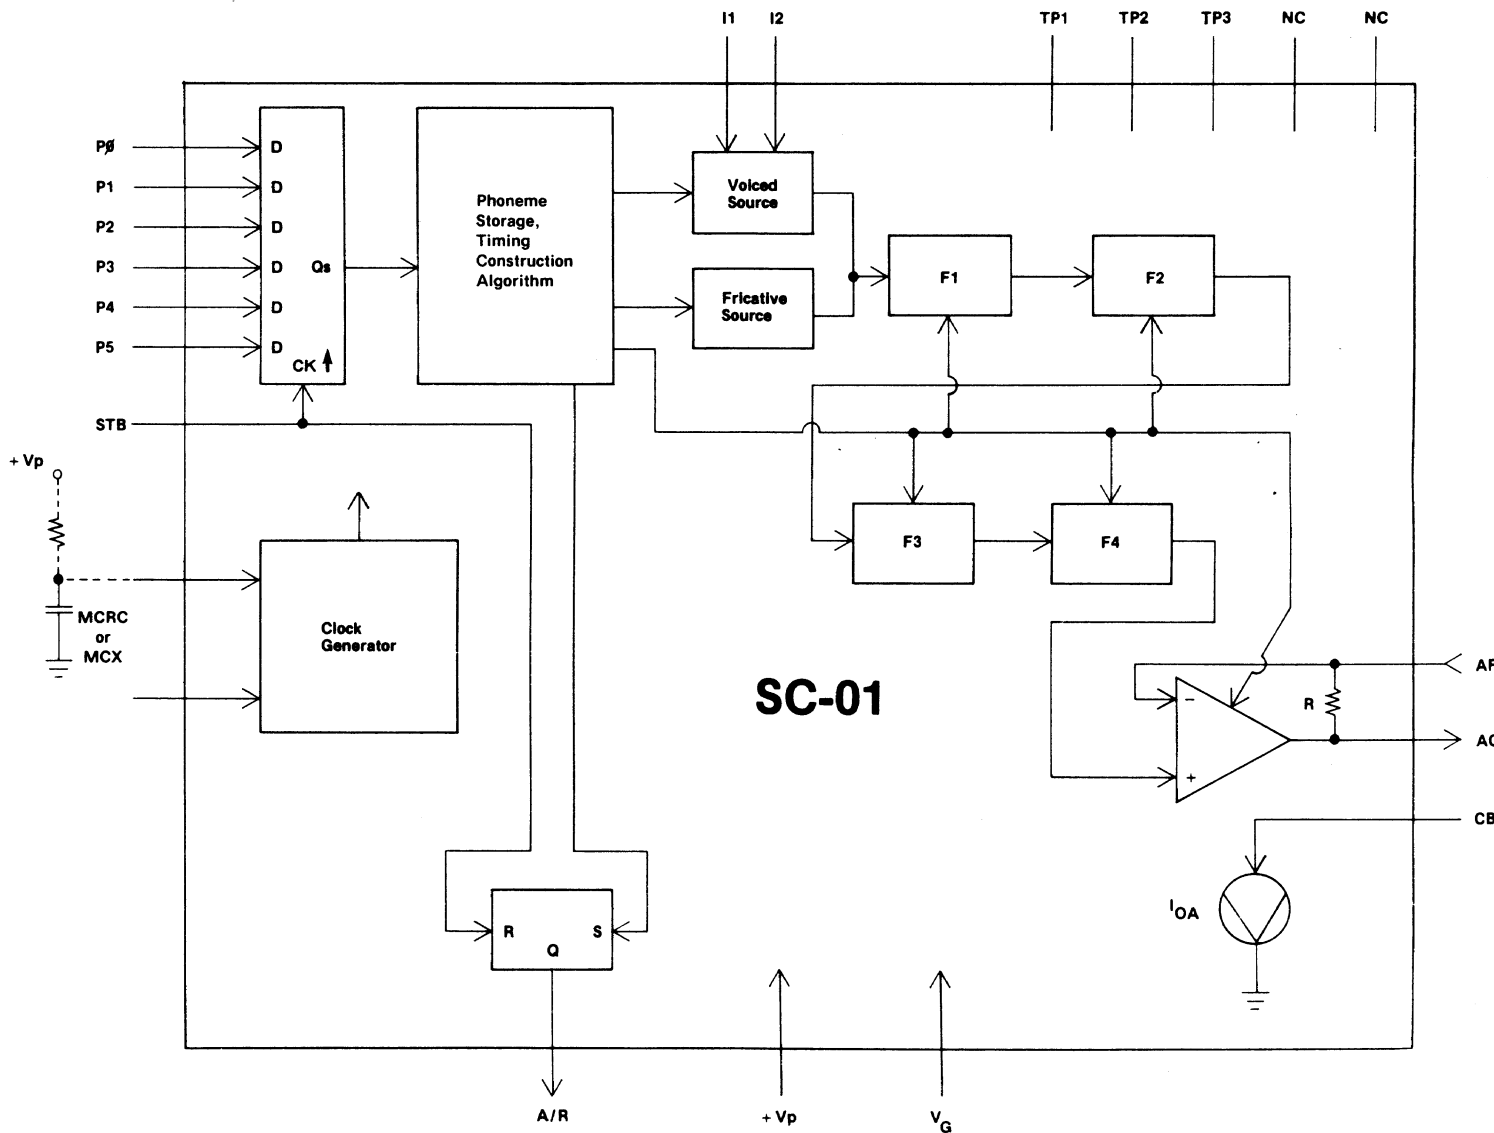 I1 I2 TP1 TP2 TP3 NC NC
PØ D
P1 D
P2 D
P3 D Qs
P4 D
P5 D
CK
STB
Phoneme
Storage,
Timing
Construction
Algorithm
Voiced
Source
Fricative
Source
F1 F2
F3 F4
+ Vp
MCRC
or
MCX
Clock
Generator
SC-01
R
−
+
CB
IOA
R S
Q
A/R + Vp VG